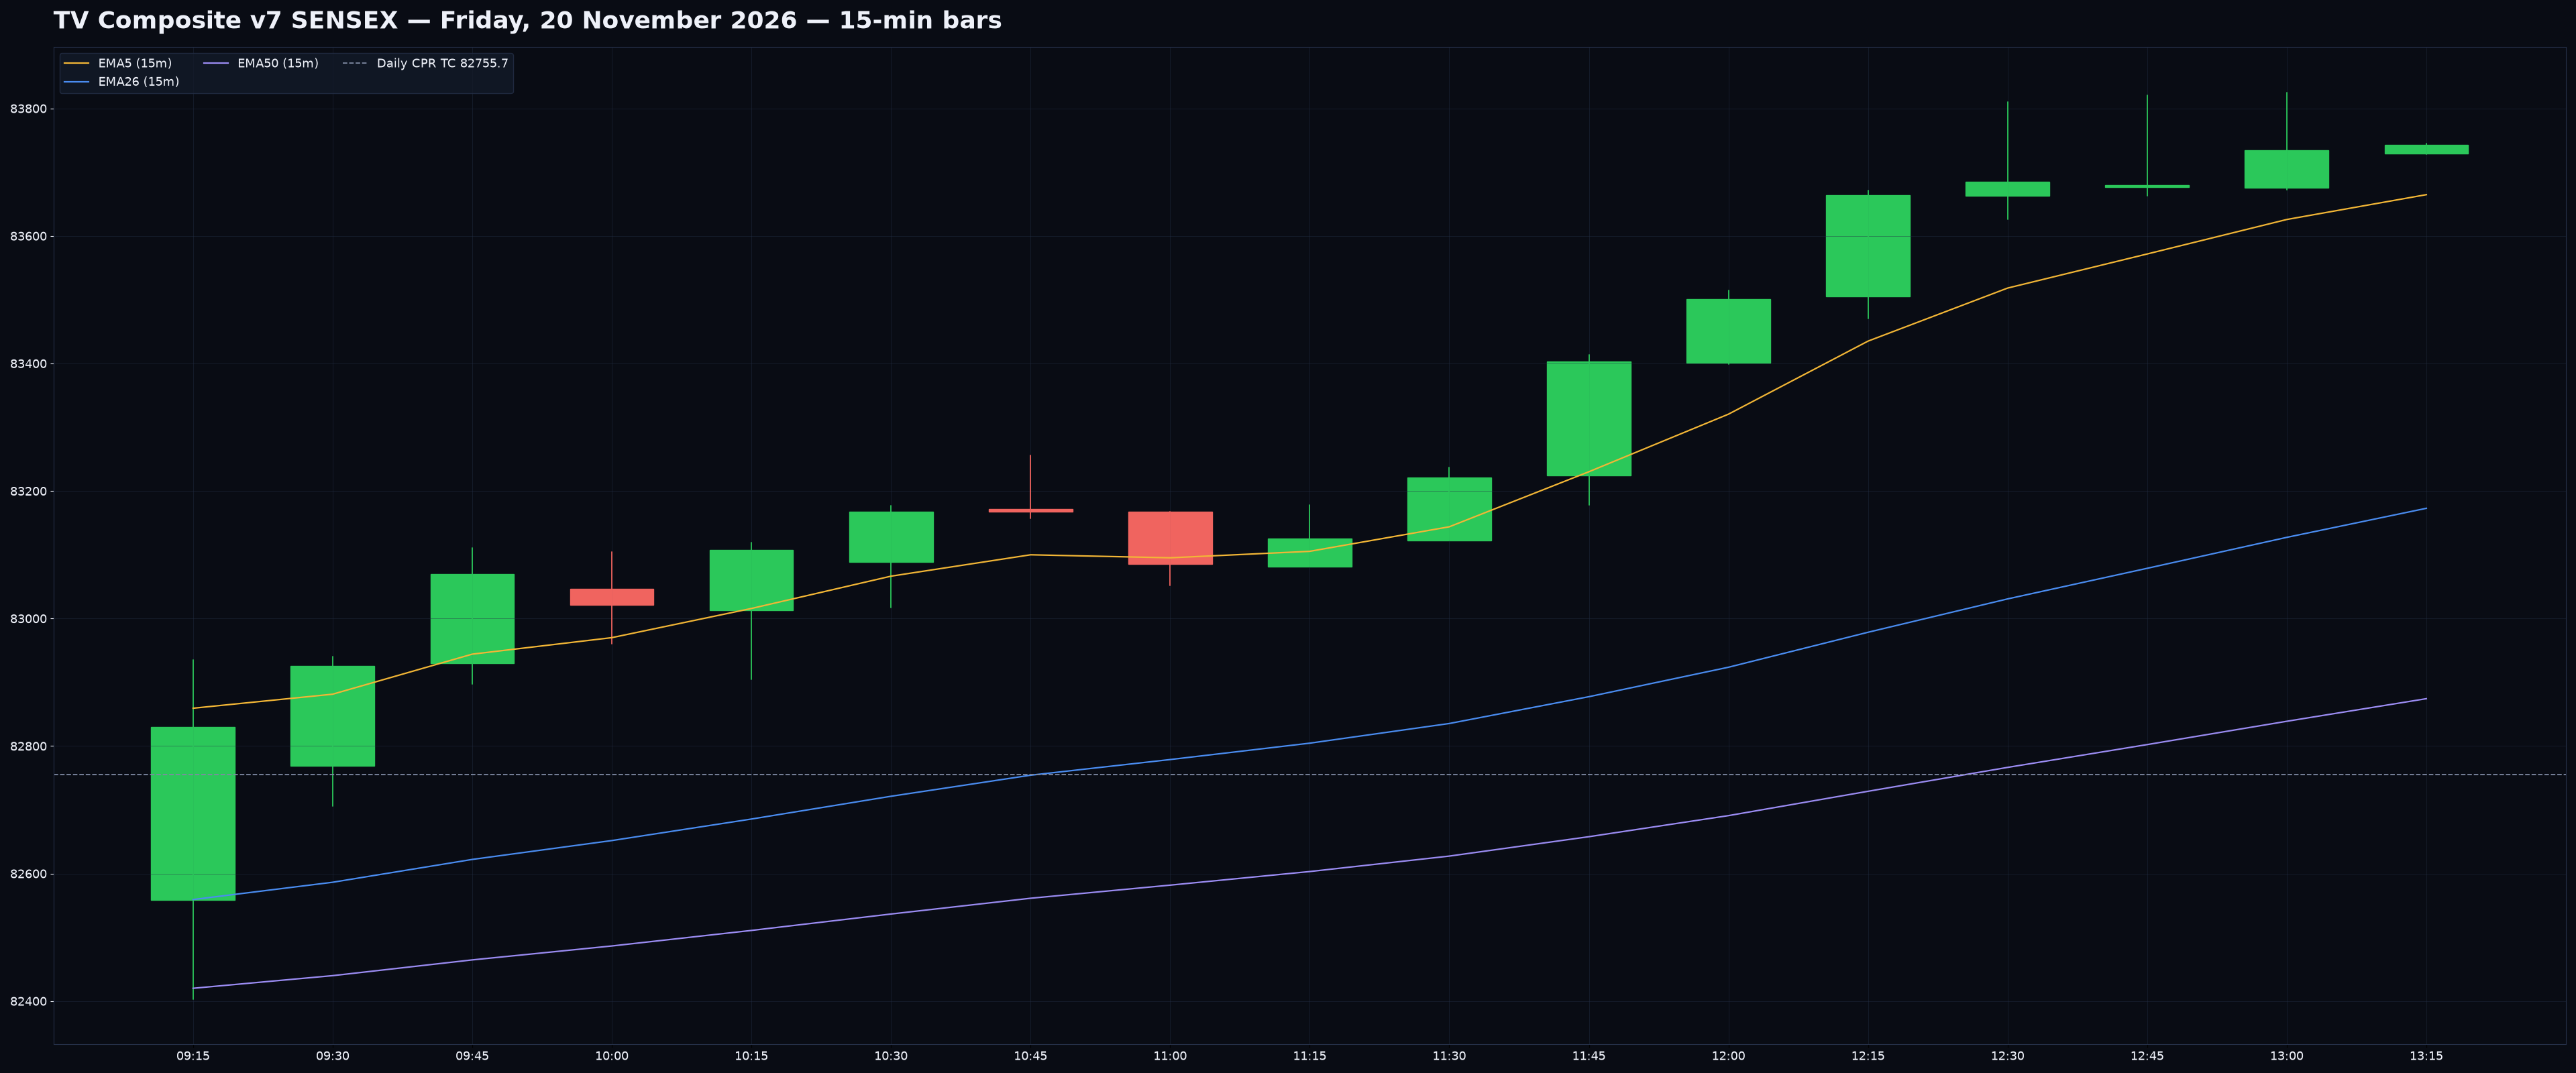 TV Composite v7 SENSEX — Friday, 20 November 2026 — 15-min bars
EMA5 (15m) EMA50 (15m) Daily CPR TC 82755.7
EMA26 (15m)
83800
83600
83400
83200
83000
82800
82600
82400
09:15 09:30 09:45 10:00 10:15 10:30 10:45 11:00 11:15 11:30 11:45 12:00 12:15 12:30 12:45 13:00 13:15